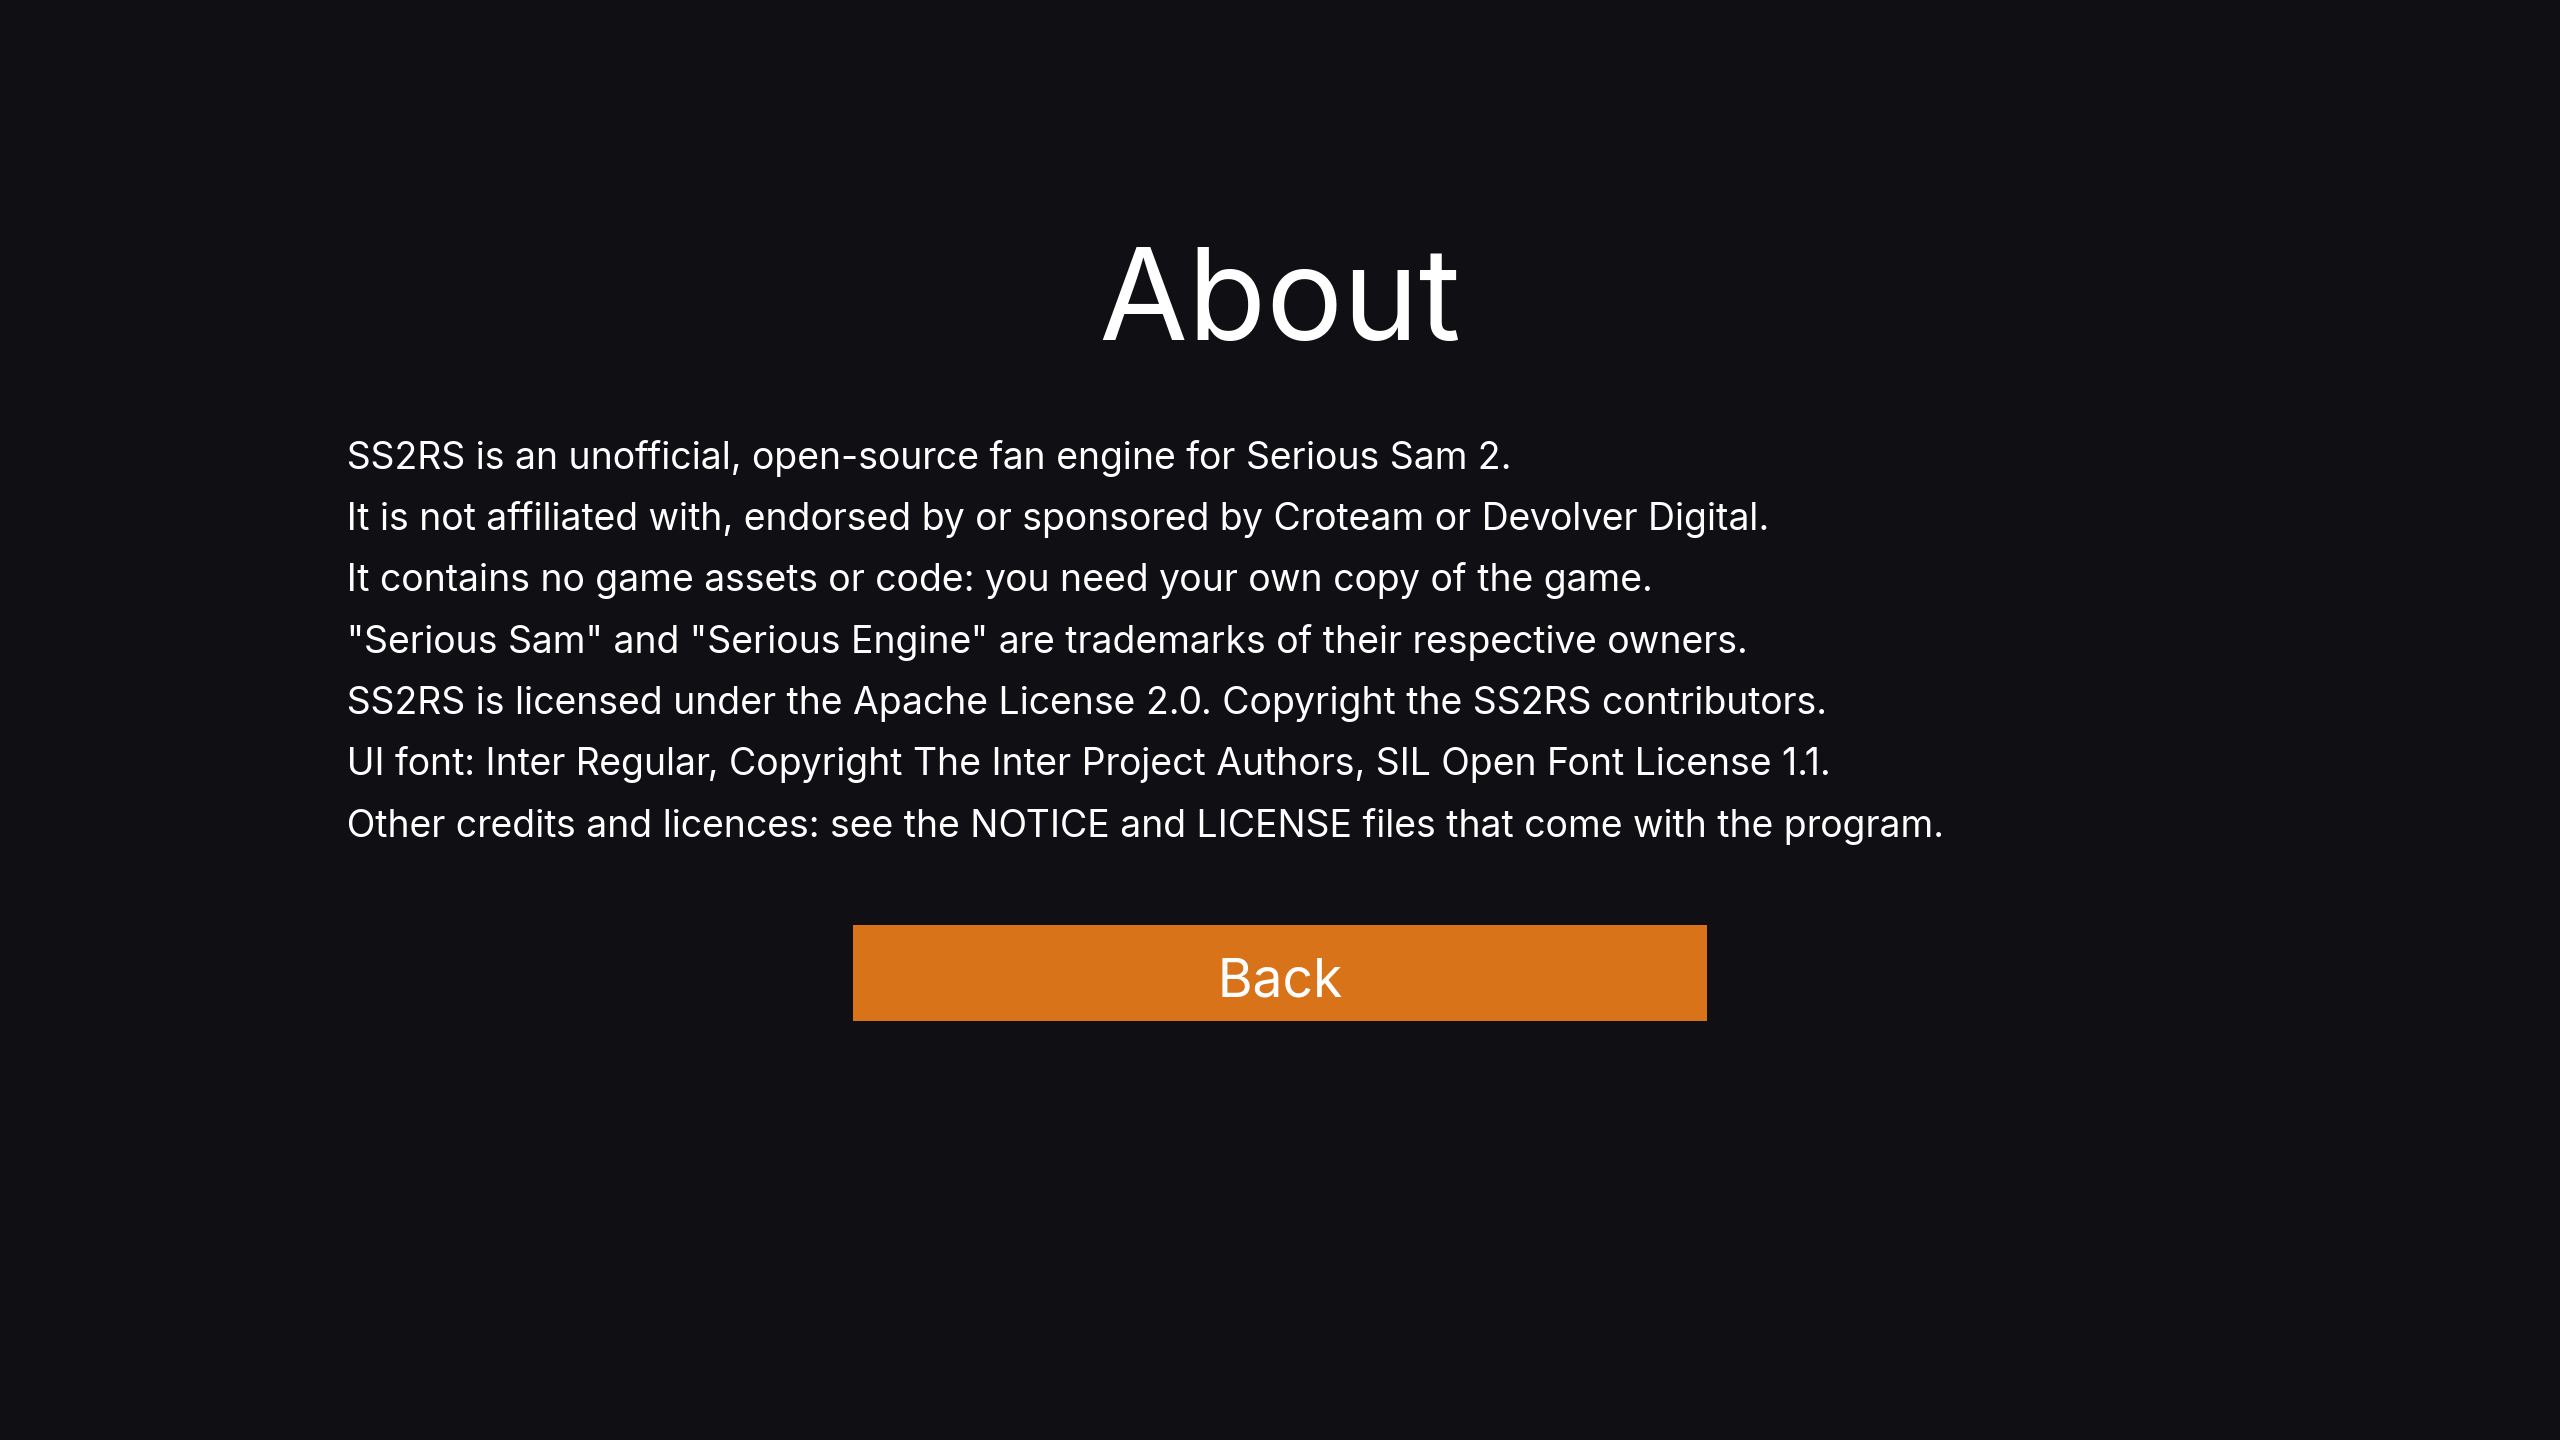 About
SS2RS is an unofficial, open-source fan engine for Serious Sam 2.
It is not affiliated with, endorsed by or sponsored by Croteam or Devolver Digital.
It contains no game assets or code: you need your own copy of the game.
"Serious Sam" and "Serious Engine" are trademarks of their respective owners.
SS2RS is licensed under the Apache License 2.0. Copyright the SS2RS contributors.
UI font: Inter Regular, Copyright The Inter Project Authors, SIL Open Font License 1.1.
Other credits and licences: see the NOTICE and LICENSE files that come with the program.
Back